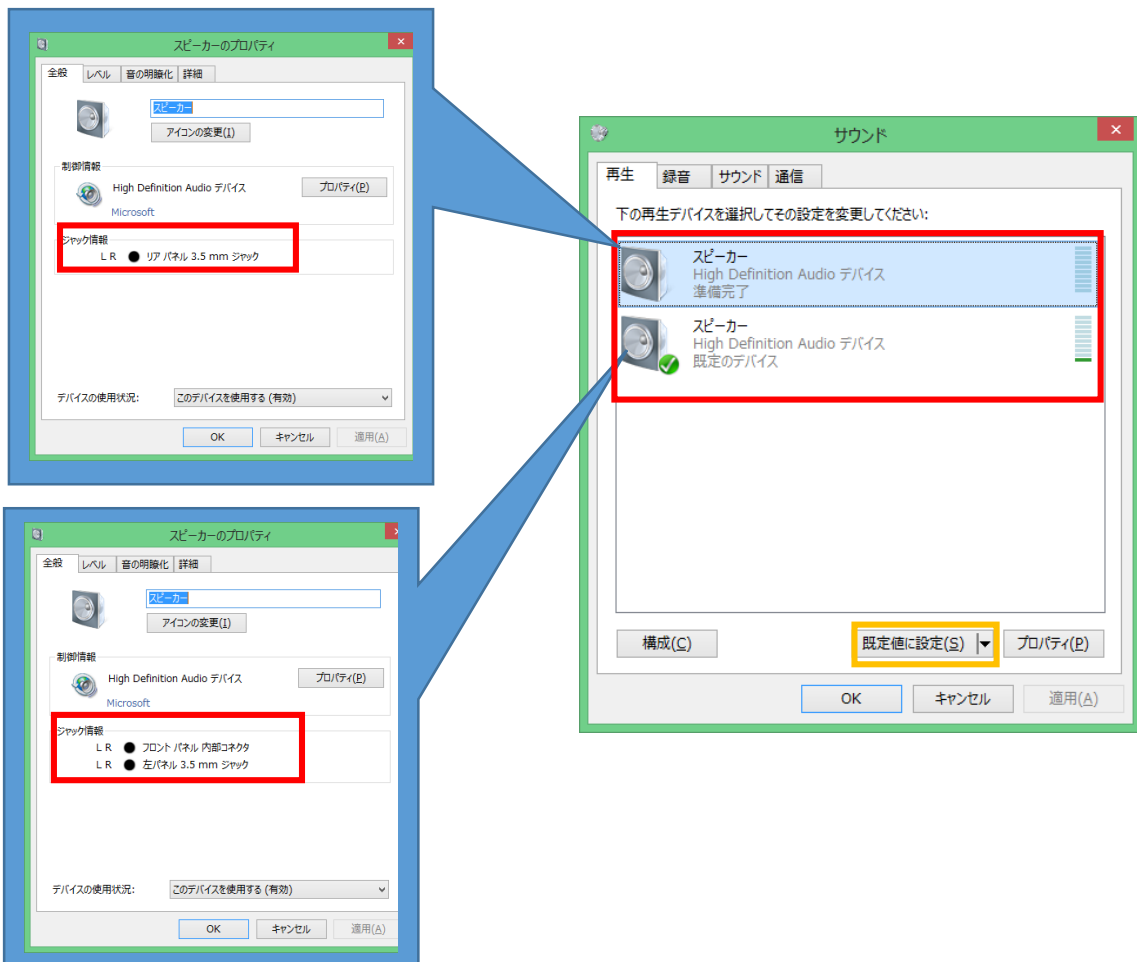 スピーカーのプロパティ
全般 レベル 音の明瞭化 詳細
スピーカー
アイコンの変更(I)
制御情報
High Definition Audio デバイス プロパティ(P)
Microsoft
ジャック情報
L R リア パネル 3.5 mm ジャック
デバイスの使用状況: このデバイスを使用する (有効)
OK キャンセル 適用(A)
スピーカーのプロパティ
全般 レベル 音の明瞭化 詳細
スピーカー
アイコンの変更(I)
制御情報
High Definition Audio デバイス プロパティ(P)
Microsoft
ジャック情報
L R フロント パネル 内部コネクタ
L R 左パネル 3.5 mm ジャック
デバイスの使用状況: このデバイスを使用する (有効)
OK キャンセル 適用(A)
サウンド
再生 録音 サウンド 通信
下の再生デバイスを選択してその設定を変更してください:
スピーカー
High Definition Audio デバイス
準備完了
スピーカー
High Definition Audio デバイス
既定のデバイス
構成(C) 既定値に設定(S) プロパティ(P)
OK キャンセル 適用(A)